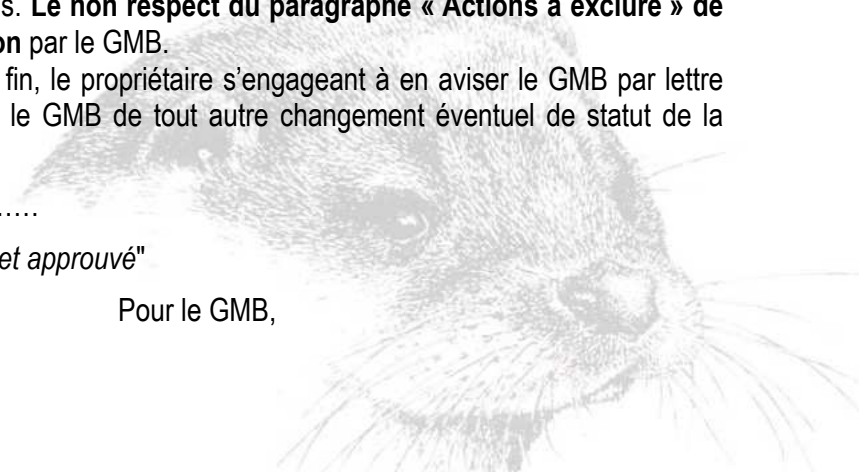 s. Le non respect du paragraphe « Actions à exclure » de
on par le GMB.
fin, le propriétaire s’engageant à en aviser le GMB par lettre
le GMB de tout autre changement éventuel de statut de la
…..
et approuvé"
Pour le GMB,